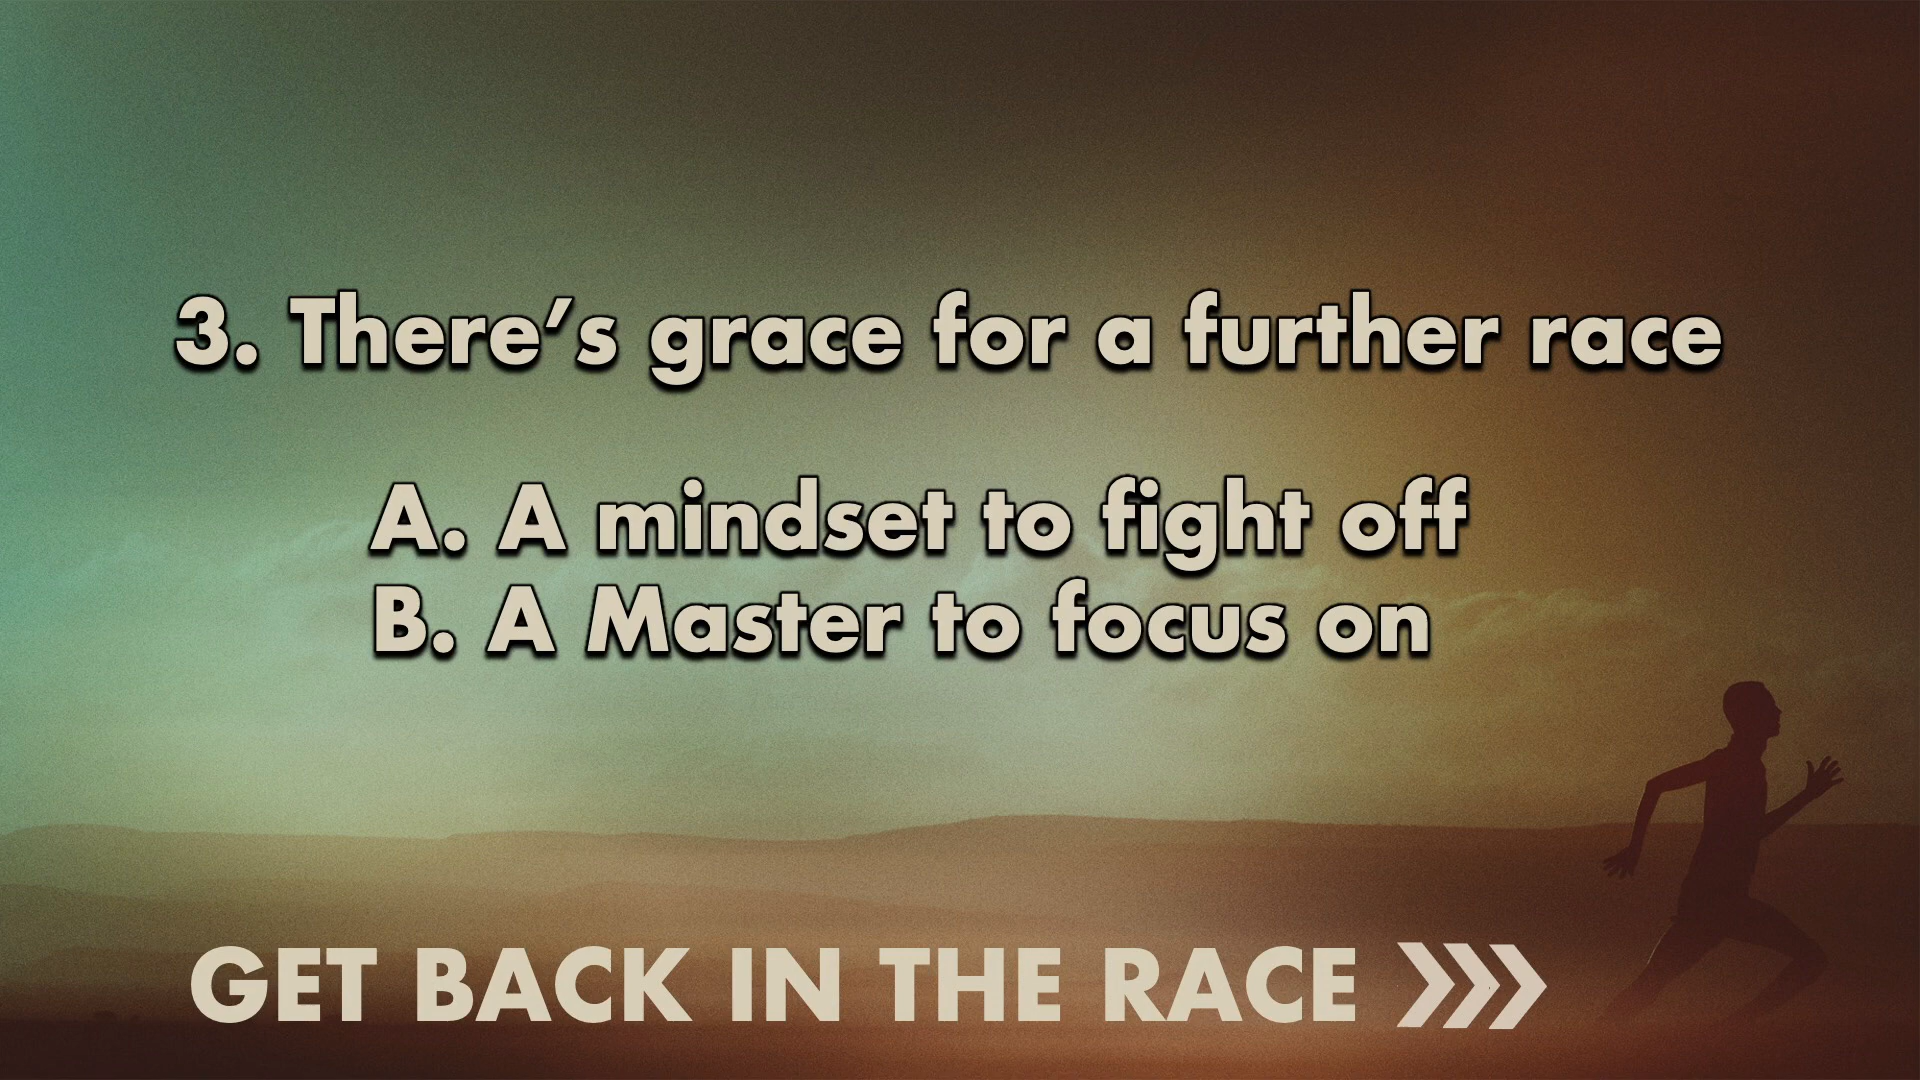 3. There’s grace for a further race
A. A mindset to fight off
B. A Master to focus on
GET BACK IN THE RACE